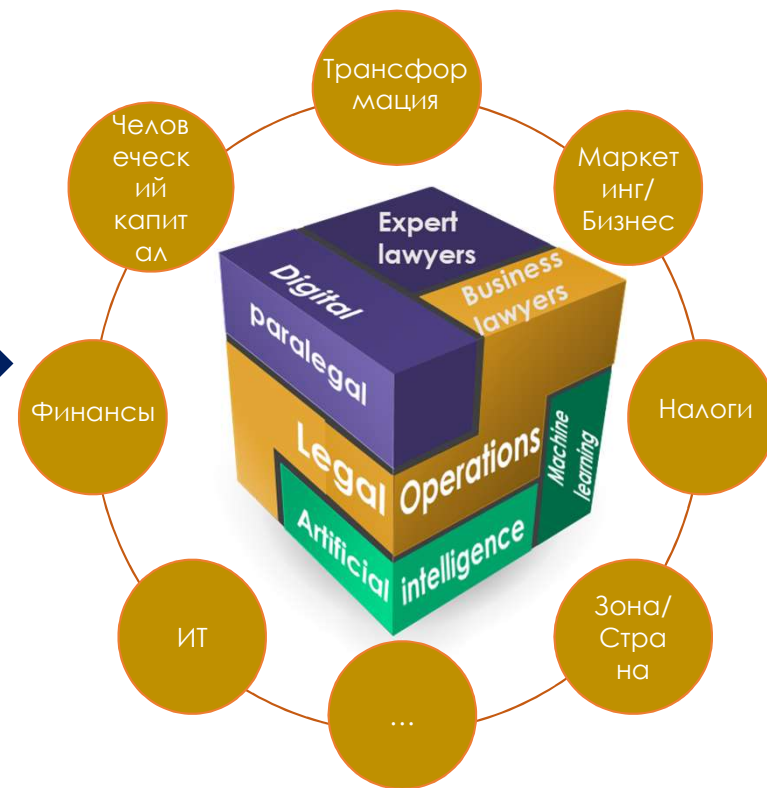 Трансфор
мация
Челов
еческ
ий
капит
ал
Маркет
инг/
Бизнес
Expert
lawyers
Digital
paralegal
Business
lawyers
Финансы
Налоги
Legal Operations
Machine
learning
Artificial intelligence
ИТ
Зона/
Стра
на
...